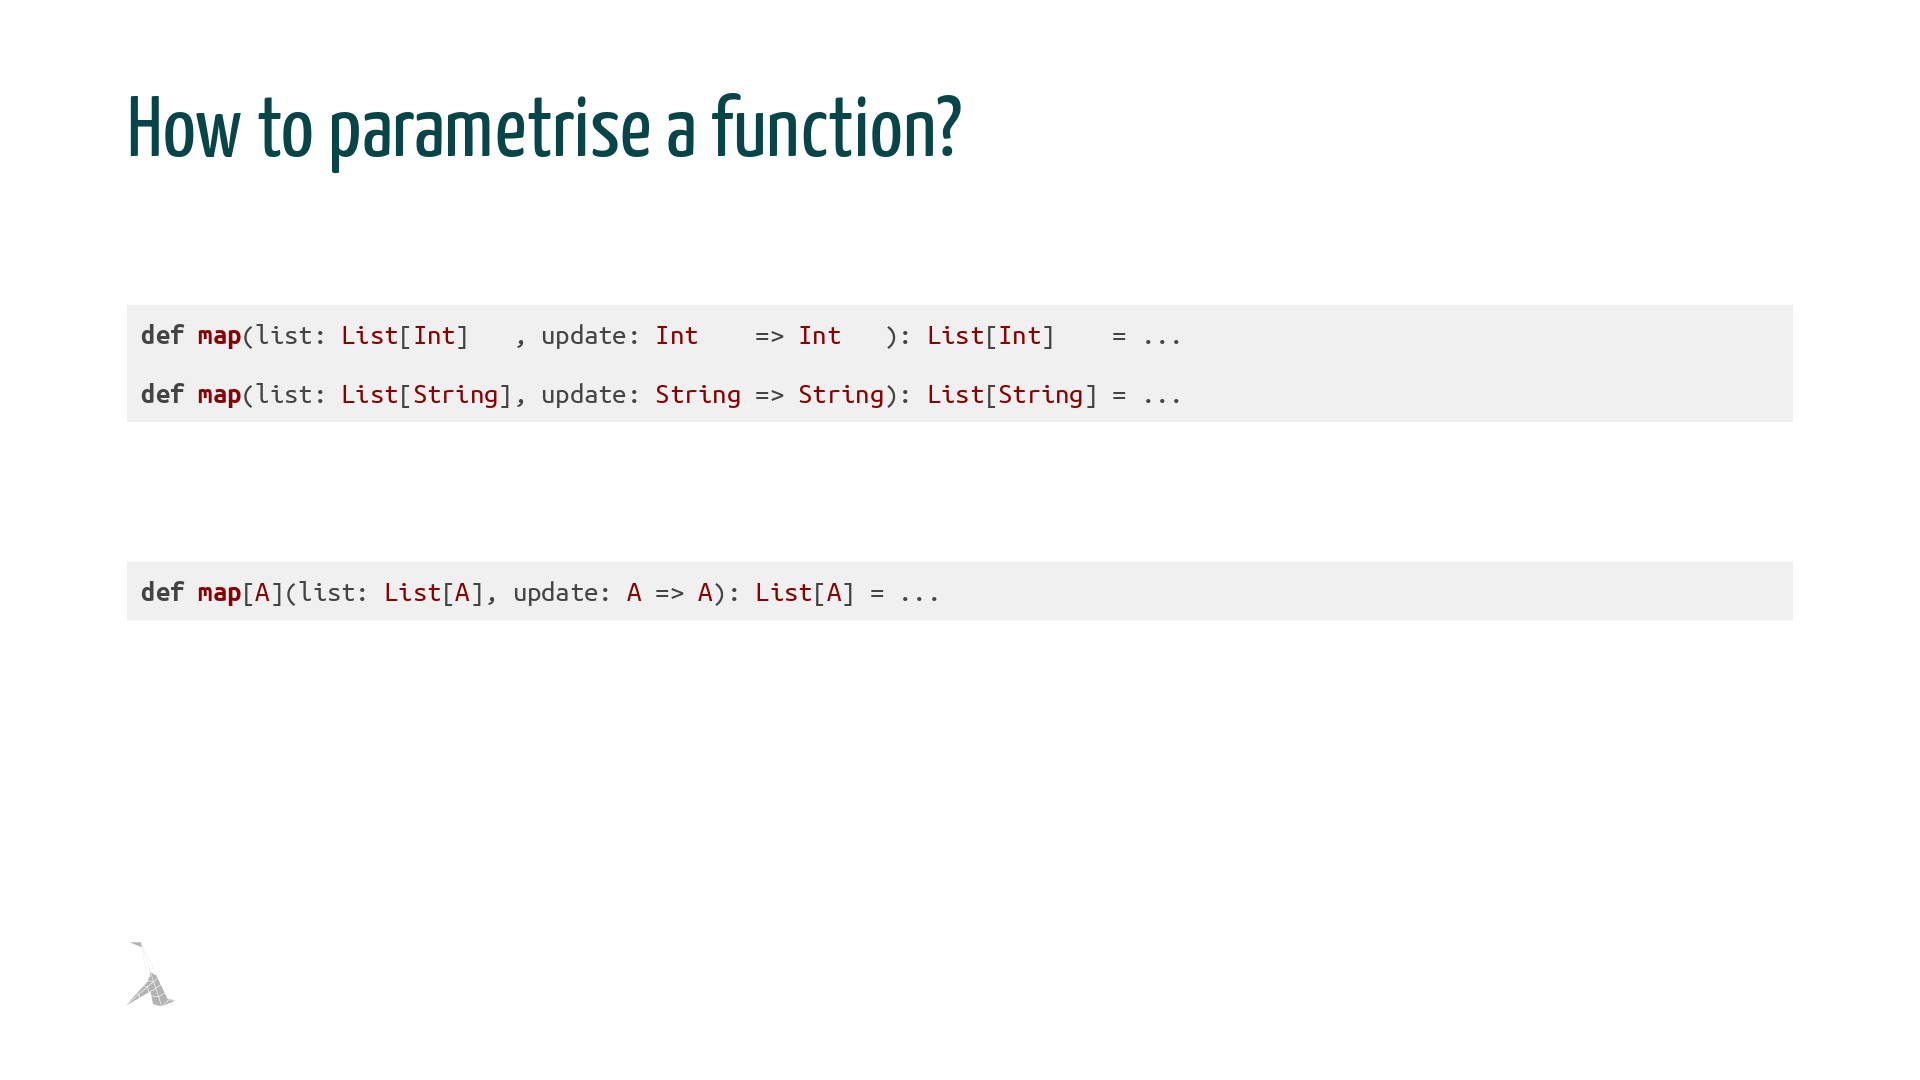 How to parametrise a function?
def map(list: List[Int]   , update: Int    => Int   ): List[Int]    = ...
def map(list: List[String], update: String => String): List[String] = ...
def map[A](list: List[A], update: A => A): List[A] = ...